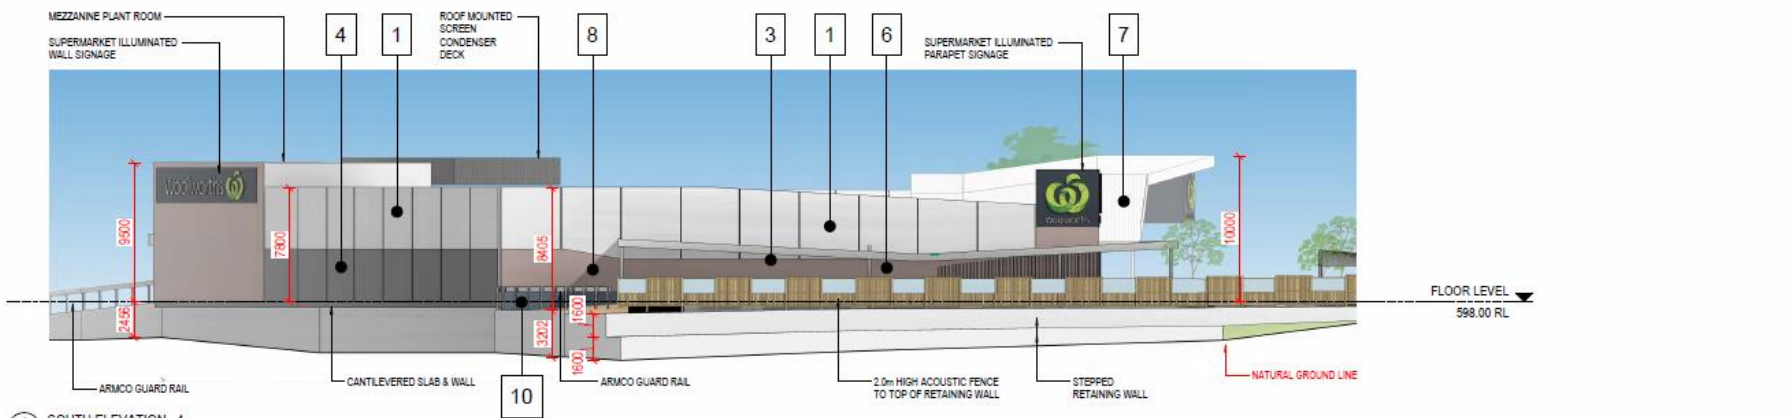 MEZZANINE PLANT ROOM
SUPERMARKET ILLUMINATED
WALL SIGNAGE
4
1
ROOF MOUNTED
SCREEN
CONDENSER
DECK
8
3
1
6
SUPERMARKET ILLUMINATED
PARAPET SIGNAGE
7
woolworths
woolworths
9500
7800
8405
10000
2456
3202
1600
1600
FLOOR LEVEL
598.00 RL
ARMCO GUARD RAIL
CANTILEVERED SLAB & WALL
10
ARMCO GUARD RAIL
2.0m HIGH ACOUSTIC FENCE
TO TOP OF RETAINING WALL
STEPPED
RETAINING WALL
NATURAL GROUND LINE